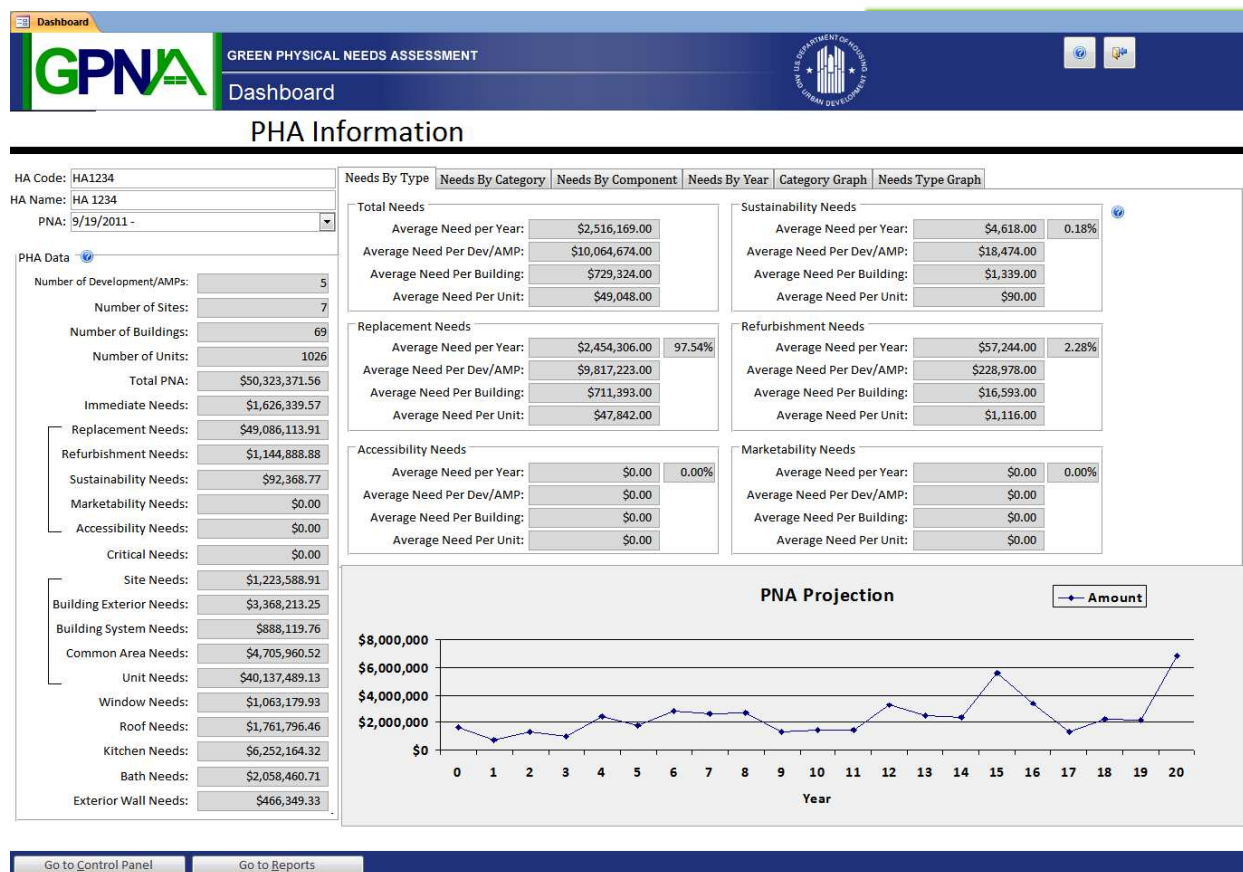 Dashboard
GPNA
GREEN PHYSICAL NEEDS ASSESSMENT
Dashboard
U.S. DEPARTMENT OF HOUSING AND URBAN DEVELOPMENT
PHA Information
HA Code: HA1234
HA Name: HA 1234
PNA: 9/19/2011 -
PHA Data
Number of Development/AMPs: 5
Number of Sites: 7
Number of Buildings: 69
Number of Units: 1026
Total PNA: $50,323,371.56
Immediate Needs: $1,626,339.57
Replacement Needs: $49,086,113.91
Refurbishment Needs: $1,144,888.88
Sustainability Needs: $92,368.77
Marketability Needs: $0.00
Accessibility Needs: $0.00
Critical Needs: $0.00
Site Needs: $1,223,588.91
Building Exterior Needs: $3,368,213.25
Building System Needs: $888,119.76
Common Area Needs: $4,705,960.52
Unit Needs: $40,137,489.13
Window Needs: $1,063,179.93
Roof Needs: $1,761,796.46
Kitchen Needs: $6,252,164.32
Bath Needs: $2,058,460.71
Exterior Wall Needs: $466,349.33
Needs By Type Needs By Category Needs By Component Needs By Year Category Graph Needs Type Graph
Total Needs
Average Need per Year: $2,516,169.00
Average Need Per Dev/AMP: $10,064,674.00
Average Need Per Building: $729,324.00
Average Need Per Unit: $49,048.00
Sustainability Needs
Average Need per Year: $4,618.00 0.18%
Average Need Per Dev/AMP: $18,474.00
Average Need Per Building: $1,339.00
Average Need Per Unit: $90.00
Replacement Needs
Average Need per Year: $2,454,306.00 97.54%
Average Need Per Dev/AMP: $9,817,223.00
Average Need Per Building: $711,393.00
Average Need Per Unit: $47,842.00
Refurbishment Needs
Average Need per Year: $57,244.00 2.28%
Average Need Per Dev/AMP: $228,978.00
Average Need Per Building: $16,593.00
Average Need Per Unit: $1,116.00
Accessibility Needs
Average Need per Year: $0.00 0.00%
Average Need Per Dev/AMP: $0.00
Average Need Per Building: $0.00
Average Need Per Unit: $0.00
Marketability Needs
Average Need per Year: $0.00 0.00%
Average Need Per Dev/AMP: $0.00
Average Need Per Building: $0.00
Average Need Per Unit: $0.00
PNA Projection
Amount
$8,000,000
$6,000,000
$4,000,000
$2,000,000
$0
0 1 2 3 4 5 6 7 8 9 10 11 12 13 14 15 16 17 18 19 20
Year
Go to Control Panel
Go to Reports